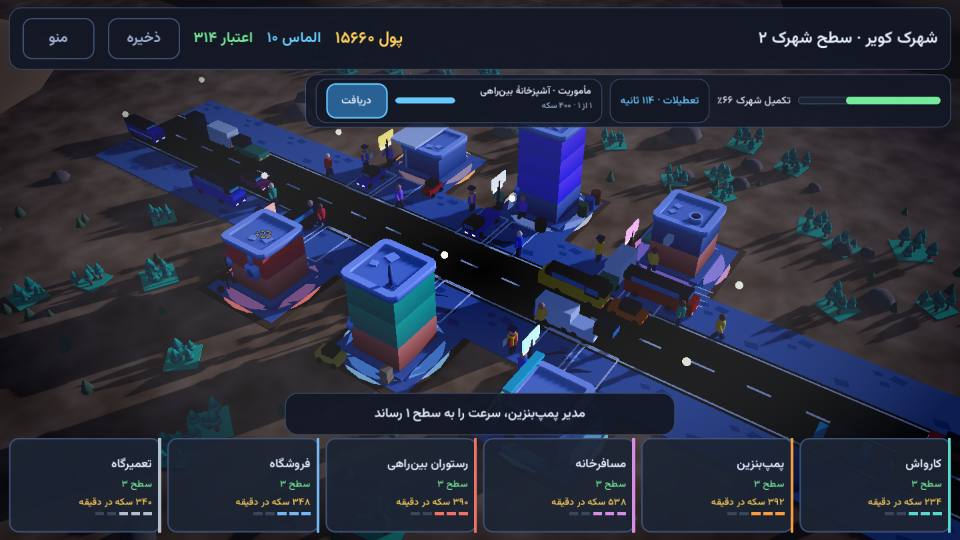 شهرک کویر · سطح شهرک ۲
پول ۱۵۶۶۰
الماس ۱۰
اعتبار ۳۱۴
ذخیره
منو
تکمیل شهرک ۶۶٪
تعطیلات · ۱۱۴ ثانیه
مأموریت · آشپزخانهٔ بین‌راهی
۱ از ۱ · ۴۰۰ سکه
دریافت
مدیر پمپ‌بنزین، سرعت را به سطح ۱ رساند
کارواش
سطح ۳
۲۳۴ سکه در دقیقه
پمپ‌بنزین
سطح ۳
۳۹۲ سکه در دقیقه
مسافرخانه
سطح ۳
۵۳۸ سکه در دقیقه
رستوران بین‌راهی
سطح ۳
۳۹۰ سکه در دقیقه
فروشگاه
سطح ۳
۳۴۸ سکه در دقیقه
تعمیرگاه
سطح ۳
۳۴۰ سکه در دقیقه